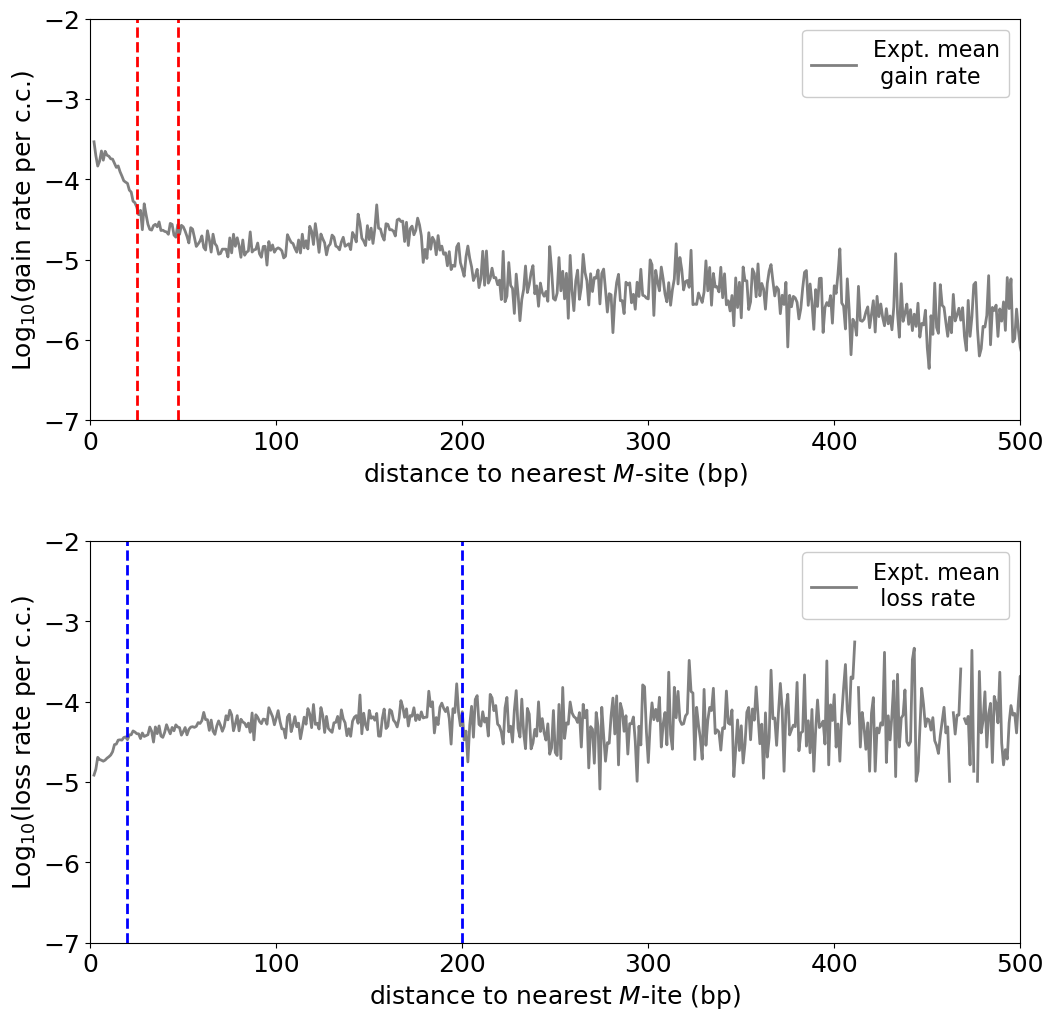 −2
−3
−4
−5
−6
−7
Log₁₀(gain rate per c.c.)
Expt. mean
gain rate
0 100 200 300 400 500
distance to nearest M-site (bp)
−2
−3
−4
−5
−6
−7
Log₁₀(loss rate per c.c.)
Expt. mean
loss rate
0 100 200 300 400 500
distance to nearest M-ite (bp)